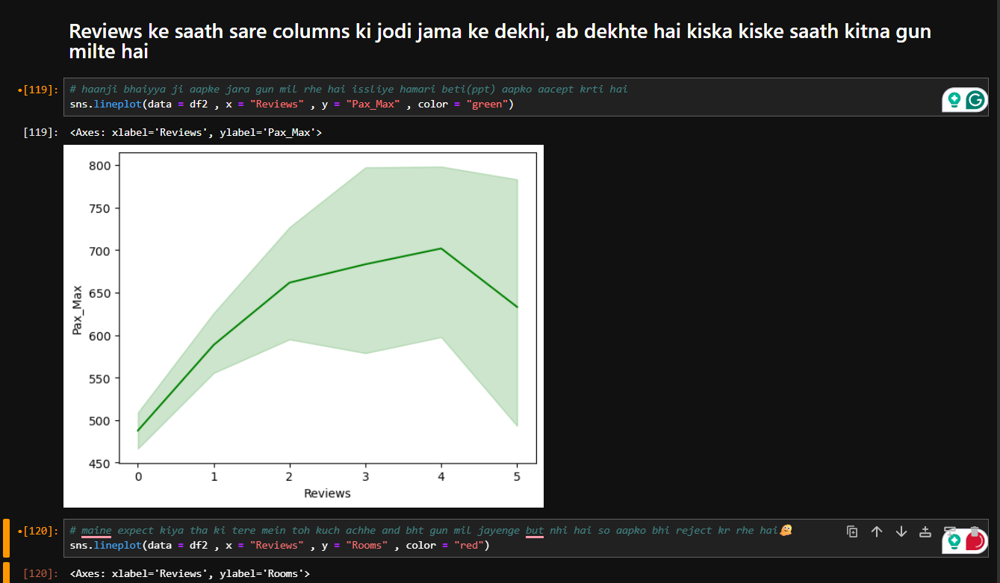 Reviews ke saath sare columns ki jodi jama ke dekhi, ab dekhte hai kiska kiske saath kitna gun
milte hai
•[119]: # haanji bhaiyya ji aapke jara gun mil rhe hai issliye hamari beti(ppt) aapko aacept krti hai
sns.lineplot(data = df2 , x = "Reviews" , y = "Pax_Max" , color = "green")
[119]: <Axes: xlabel='Reviews', ylabel='Pax_Max'>
800
750
700
650
600
550
500
450
Pax_Max
0 1 2 3 4 5
Reviews
•[120]: # maine expect kiya tha ki tere mein toh kuch achhe and bht gun mil jayenge but nhi hai so aapko bhi reject kr rhe hai🫠
sns.lineplot(data = df2 , x = "Reviews" , y = "Rooms" , color = "red")
[120]: <Axes: xlabel='Reviews', ylabel='Rooms'>